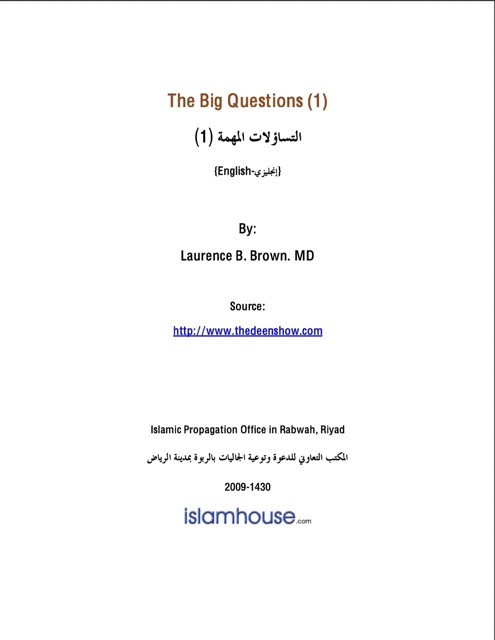 The Big Questions (1)
التساؤلات المهمة (1)
{English-إنجليزي}
By:
Laurence B. Brown. MD
Source:
http://www.thedeenshow.com
Islamic Propagation Office in Rabwah, Riyad
المكتب التعاوني للدعوة وتوعية الجاليات بالربوة بمدينة الرياض
2009-1430
islamhouse.com